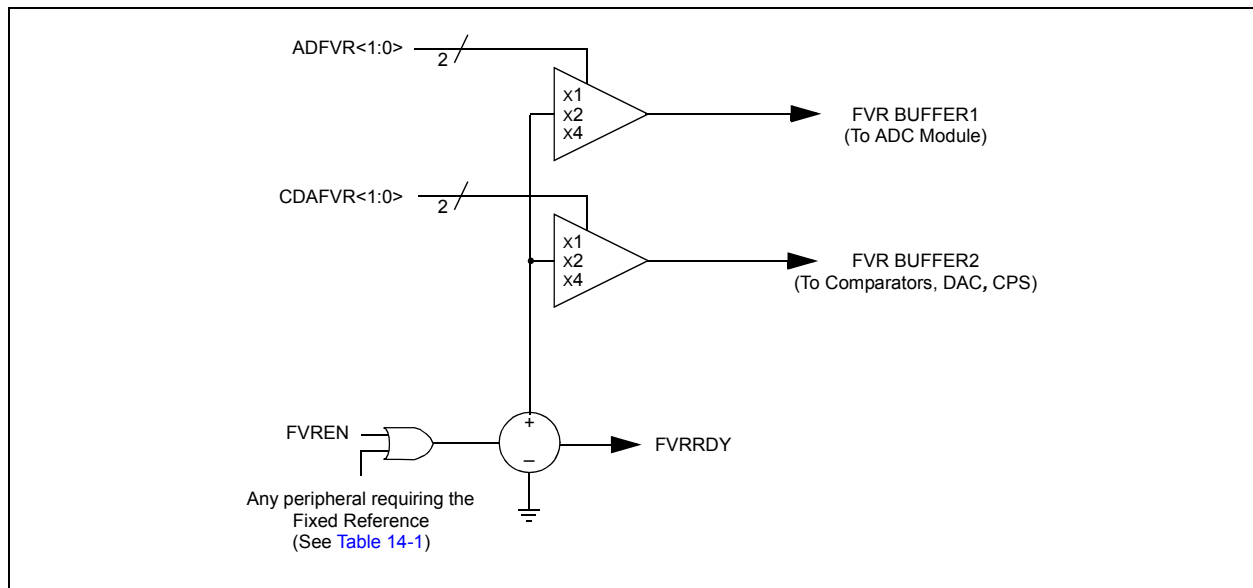 ADFVR<1:0>
2
X1
X2
X4
FVR BUFFER1
(To ADC Module)
CDAFVR<1:0>
2
X1
X2
X4
FVR BUFFER2
(To Comparators, DAC, CPS)
+
–
FVREN
FVRRDY
Any peripheral requiring the
Fixed Reference
(See Table 14-1)